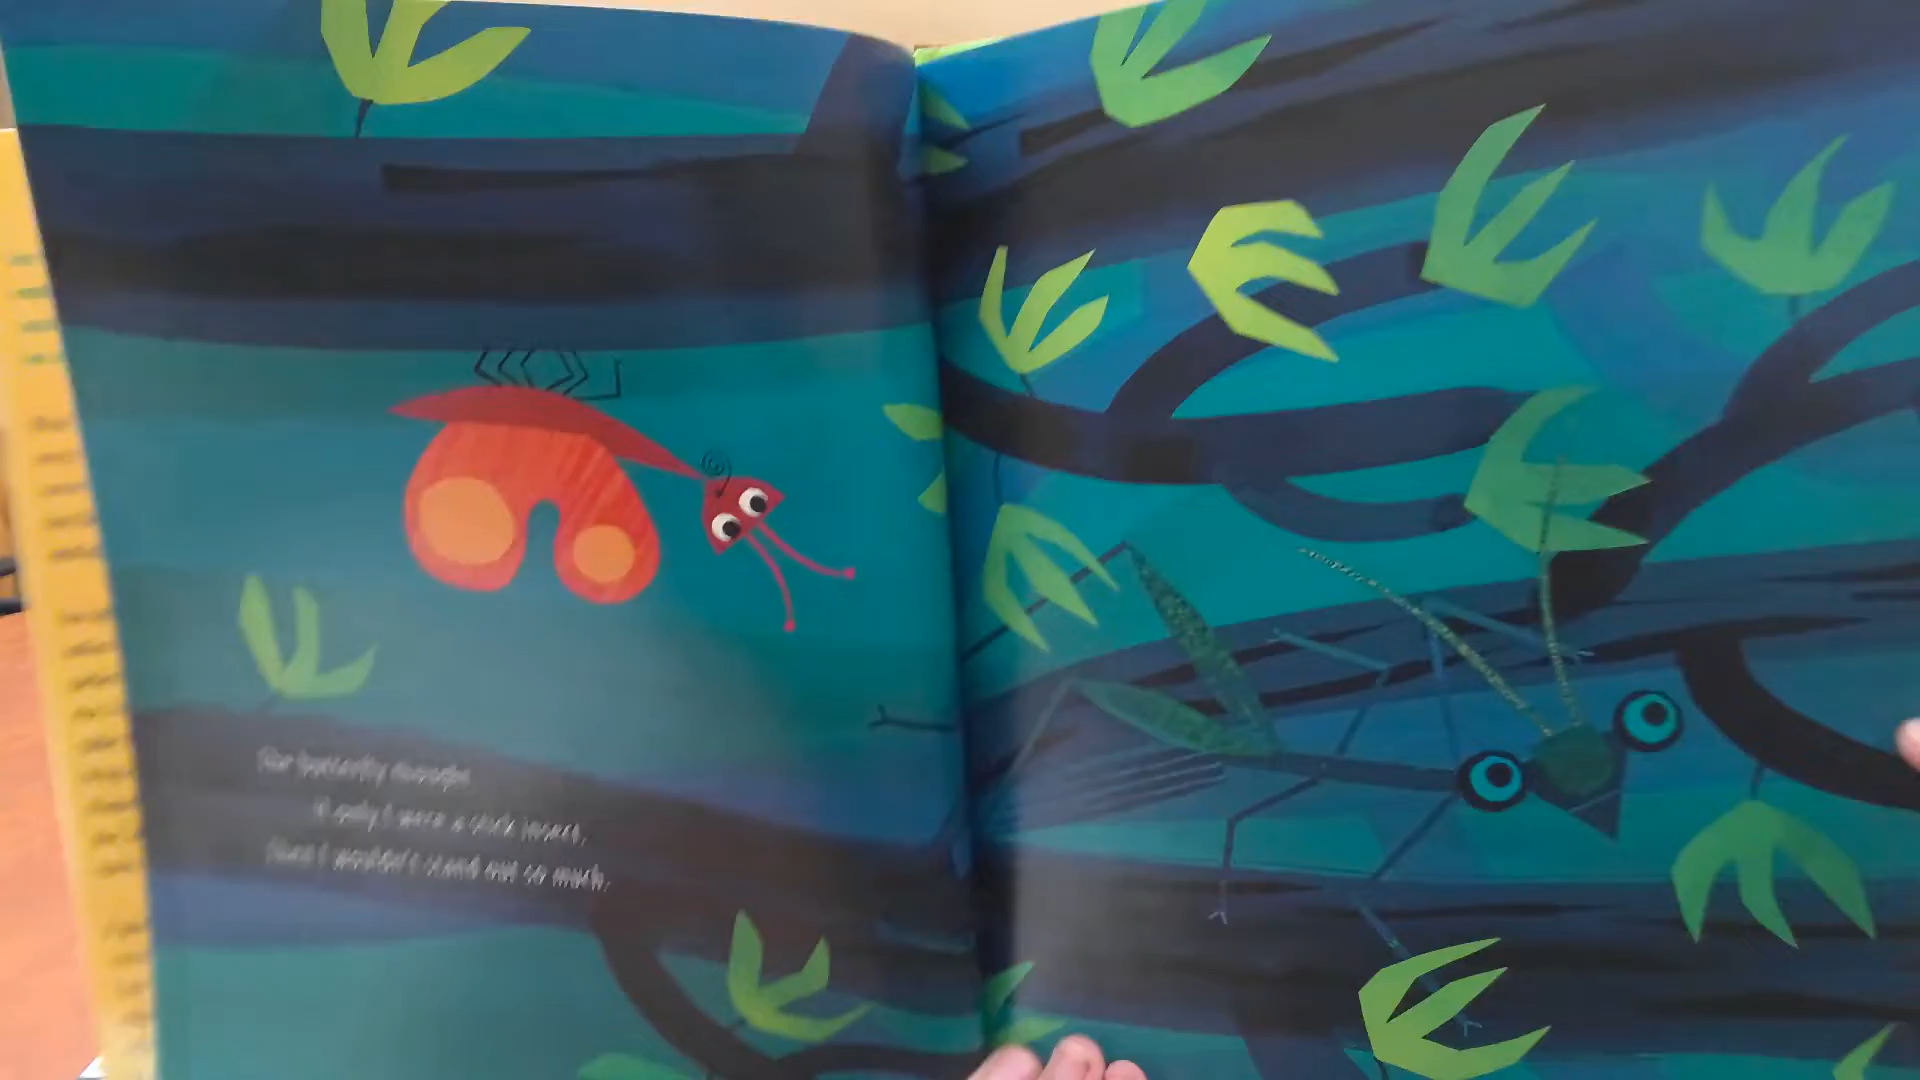 The butterfly thought
if only I were a stick insect,
then I wouldn't stand out so much.